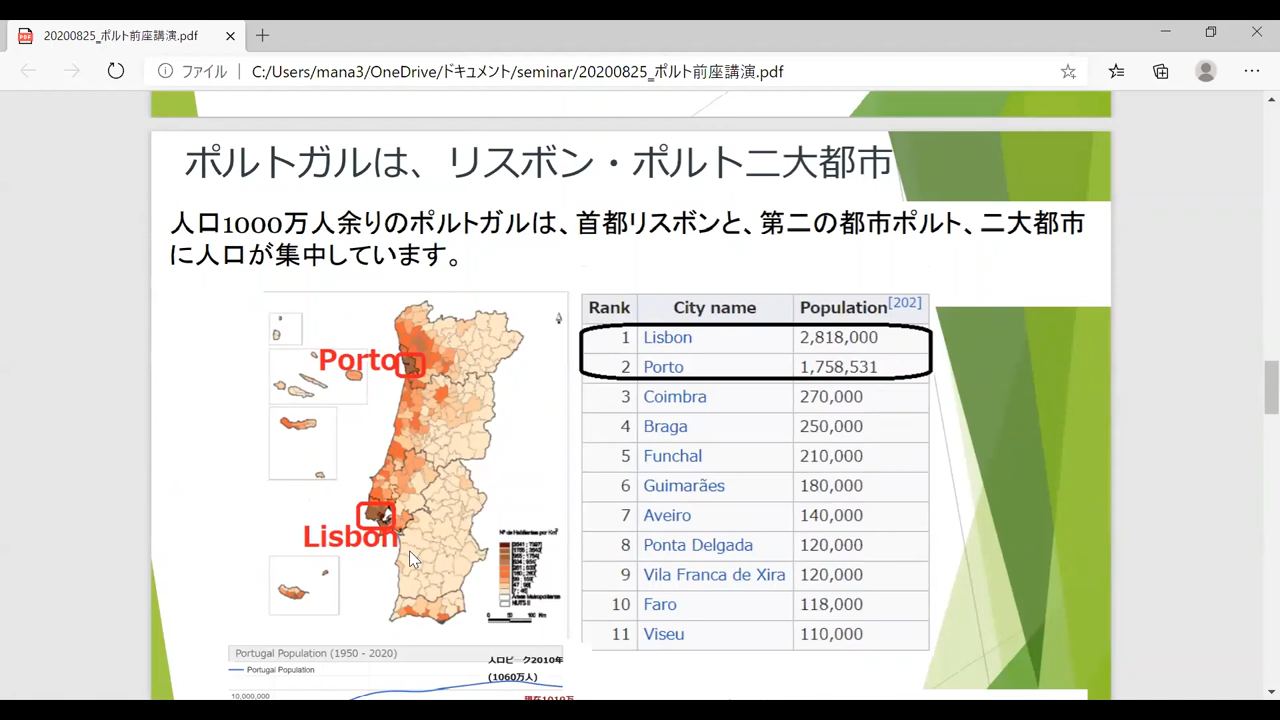 20200825_ポルト前座講演.pdf
ファイル
C:/Users/mana3/OneDrive/ドキュメント/seminar/20200825_ポルト前座講演.pdf
ポルトガルは、リスボン・ポルト二大都市
人口1000万人余りのポルトガルは、首都リスボンと、第二の都市ポルト、二大都市
に人口が集中しています。
Porto
Lisbon
Nº de Habitantes por Km²
NUTS II
Rank City name Population[202]
1 Lisbon 2,818,000
2 Porto 1,758,531
3 Coimbra 270,000
4 Braga 250,000
5 Funchal 210,000
6 Guimarães 180,000
7 Aveiro 140,000
8 Ponta Delgada 120,000
9 Vila Franca de Xira 120,000
10 Faro 118,000
11 Viseu 110,000
Portugal Population (1950 - 2020)
Portugal Population
人口ピーク2010年
(1060万人)
10,000,000